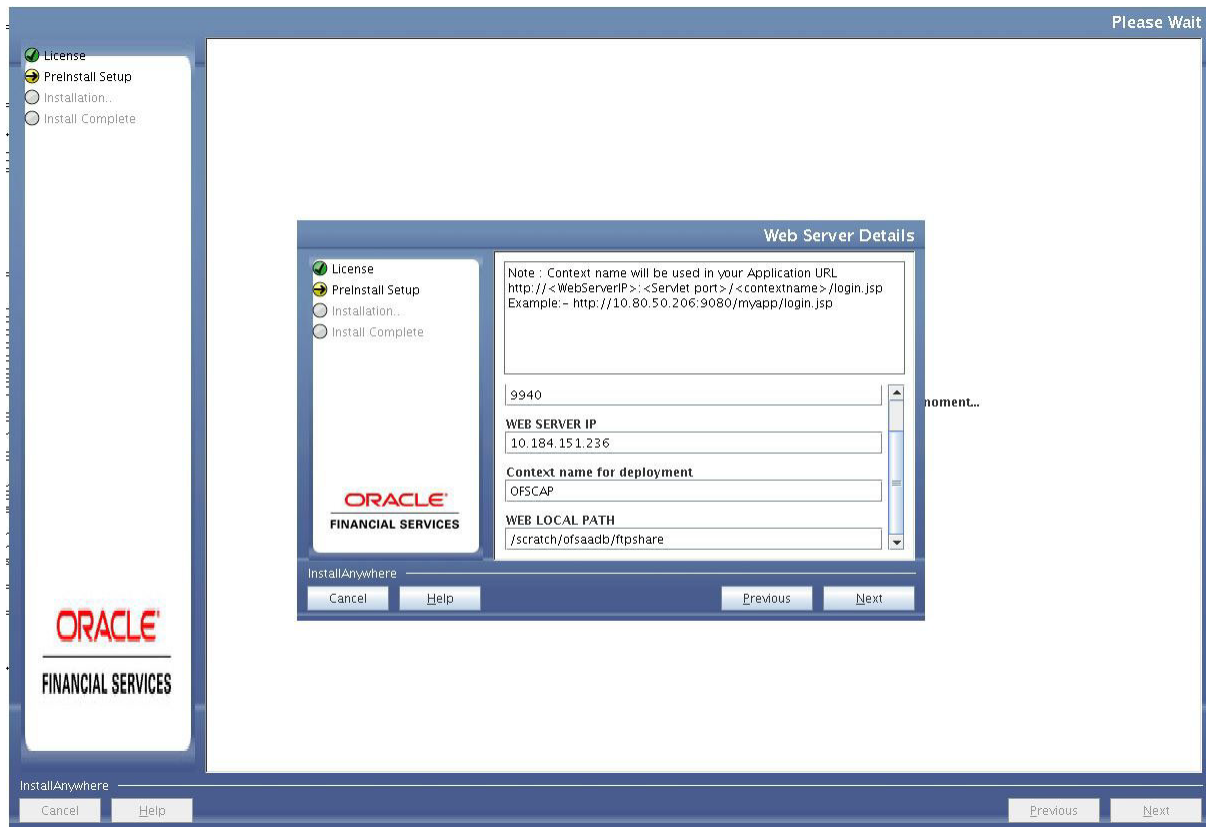 Please Wait
License
PreInstall Setup
Installation..
Install Complete
Web Server Details
License
PreInstall Setup
Installation..
Install Complete
Note : Context name will be used in your Application URL
http://<WebServerIP>:<Servlet port>/<contextname>/login.jsp
Example:- http://10.80.50.206:9080/myapp/login.jsp
9940
WEB SERVER IP
10.184.151.236
Context name for deployment
OFSCAP
WEB LOCAL PATH
/scratch/ofsaadb/ftpshare
ORACLE
FINANCIAL SERVICES
InstallAnywhere
Cancel
Help
Previous
Next
ORACLE
FINANCIAL SERVICES
InstallAnywhere
Cancel
Help
Previous
Next